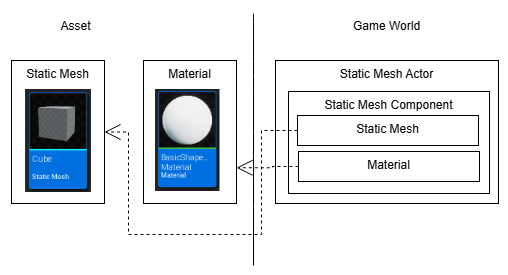 Asset
Game World
Static Mesh
Cube
Static Mesh
Material
BasicShape...
Material
Material
Static Mesh Actor
Static Mesh Component
Static Mesh
Material